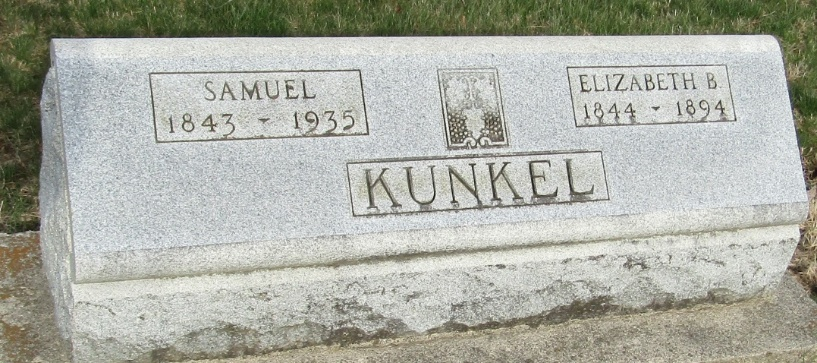 SAMUEL
1843 - 1935
ELIZABETH B.
1844 - 1894
KUNKEL